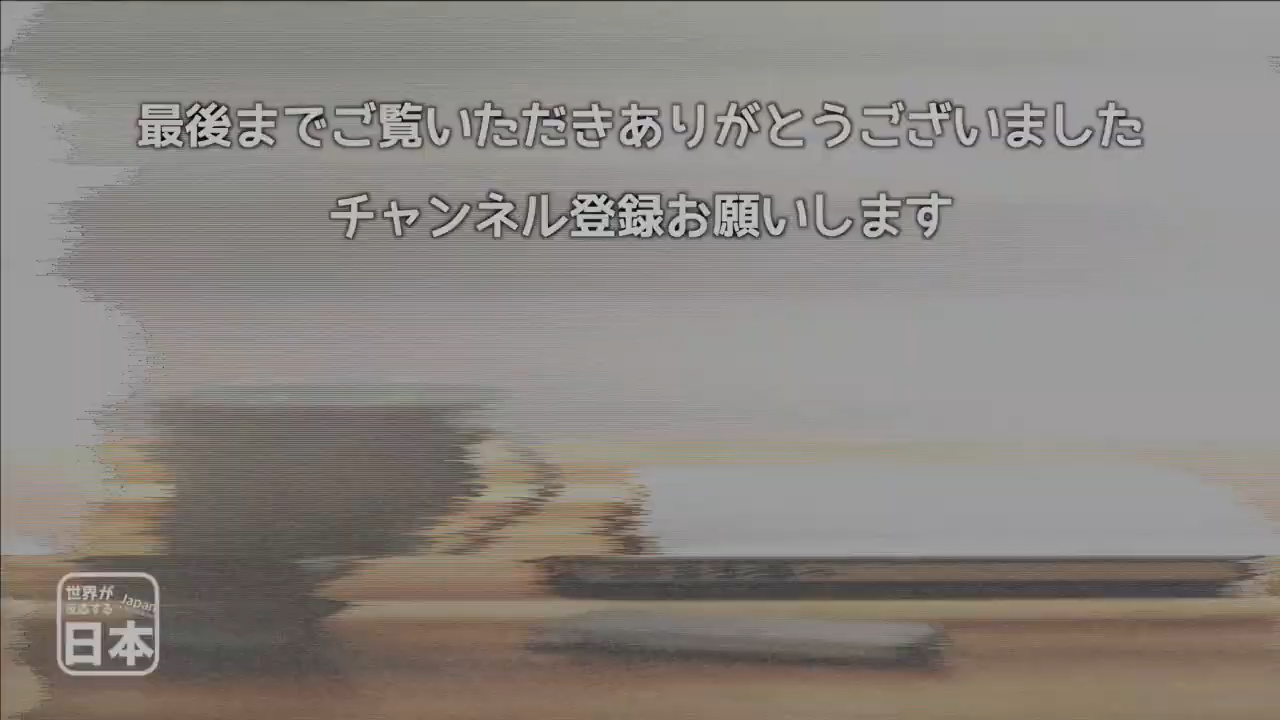 最後までご覧いただきありがとうございました
チャンネル登録お願いします
世界が
反応する
Japan
日本